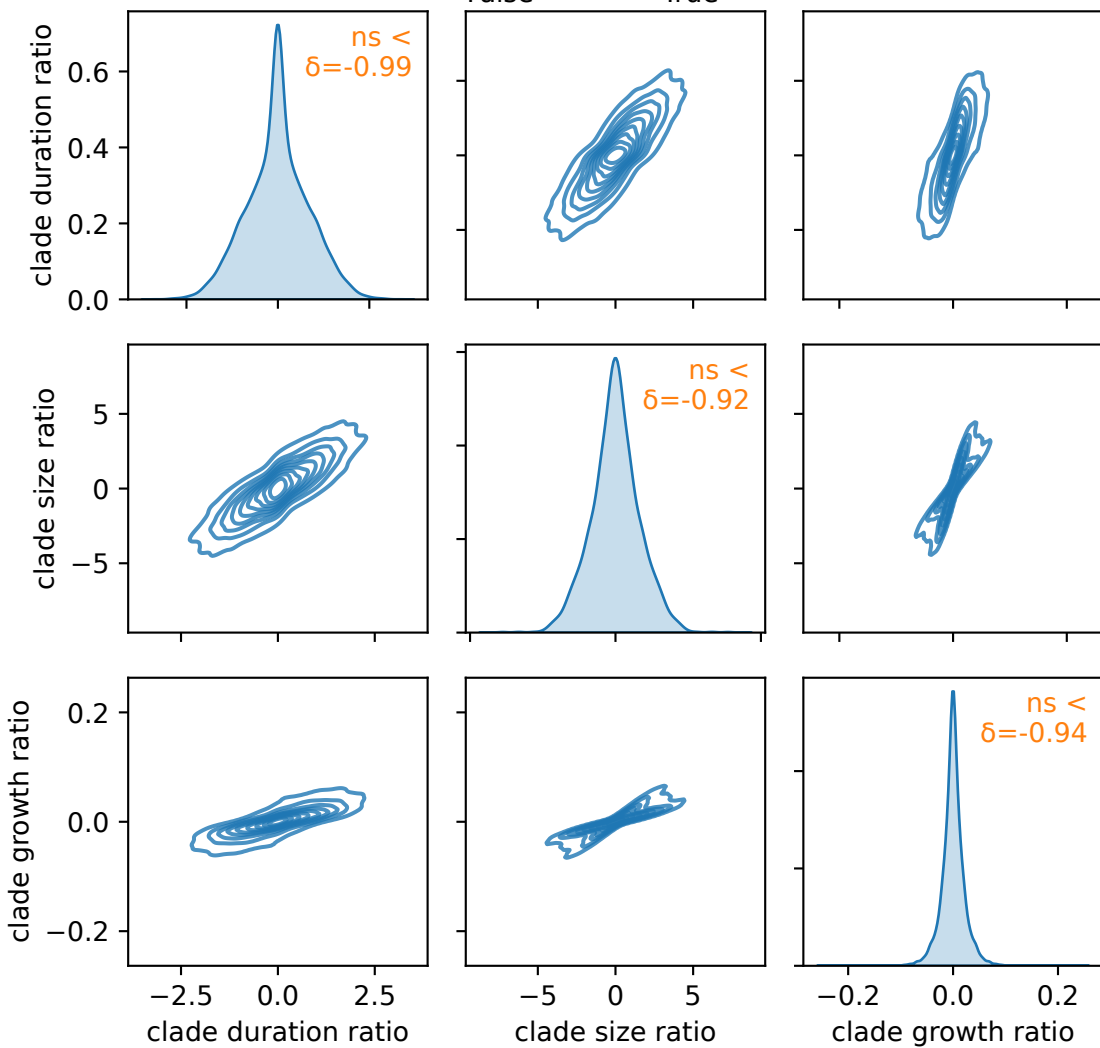 clade duration ratio
0.6
0.4
0.2
0.0
ns <
δ=-0.99
clade size ratio
5
0
−5
ns <
δ=-0.92
clade growth ratio
0.2
0.0
−0.2
ns <
δ=-0.94
−2.5 0.0 2.5
−5 0 5
−0.2 0.0 0.2
clade duration ratio
clade size ratio
clade growth ratio